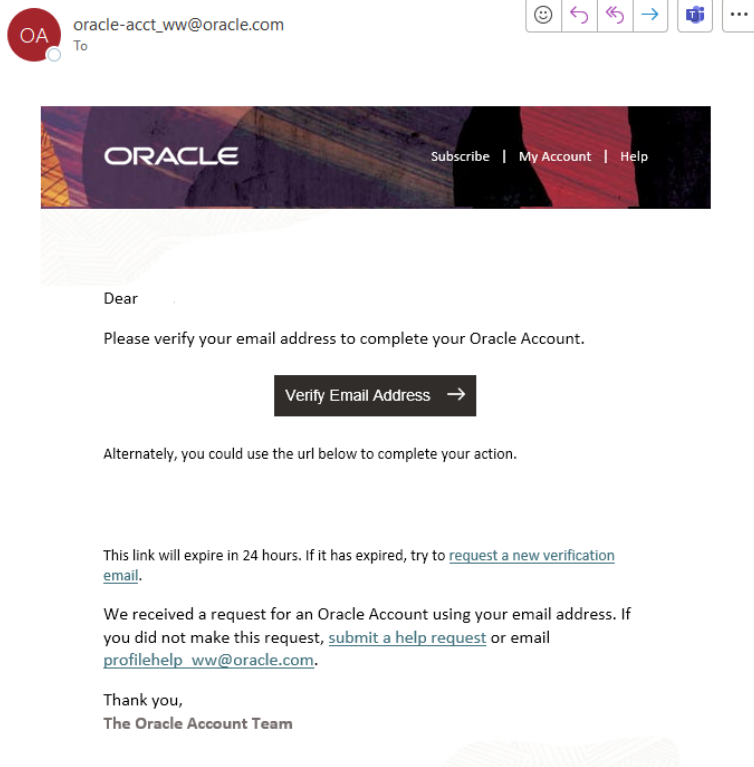 OA
oracle-acct_ww@oracle.com
To
ORACLE
Subscribe | My Account | Help
Dear
Please verify your email address to complete your Oracle Account.
Verify Email Address →
Alternately, you could use the url below to complete your action.
This link will expire in 24 hours. If it has expired, try to request a new verification
email.
We received a request for an Oracle Account using your email address. If
you did not make this request, submit a help request or email
profilehelp_ww@oracle.com.
Thank you,
The Oracle Account Team